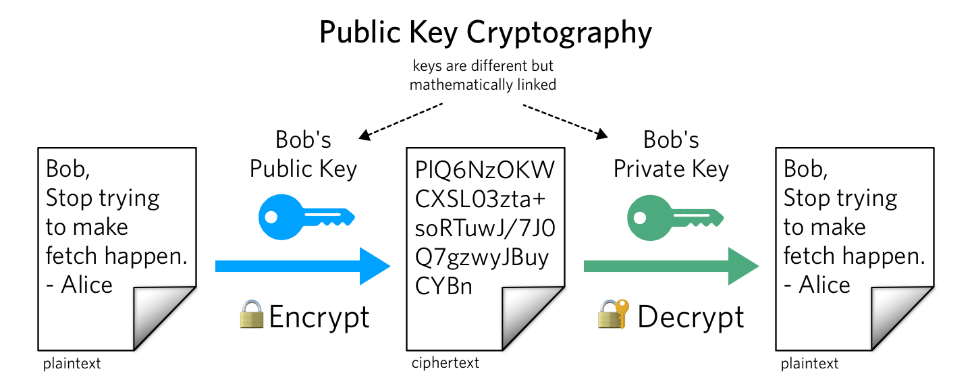 Public Key Cryptography
keys are different but
mathematically linked
Bob,
Stop trying
to make
fetch happen.
- Alice
plaintext
Bob's
Public Key
Encrypt
PlQ6NzOKW
CXSL03zta+
soRTuwJ/7J0
Q7gzwyJBuy
CYBn
ciphertext
Bob's
Private Key
Decrypt
Bob,
Stop trying
to make
fetch happen.
- Alice
plaintext